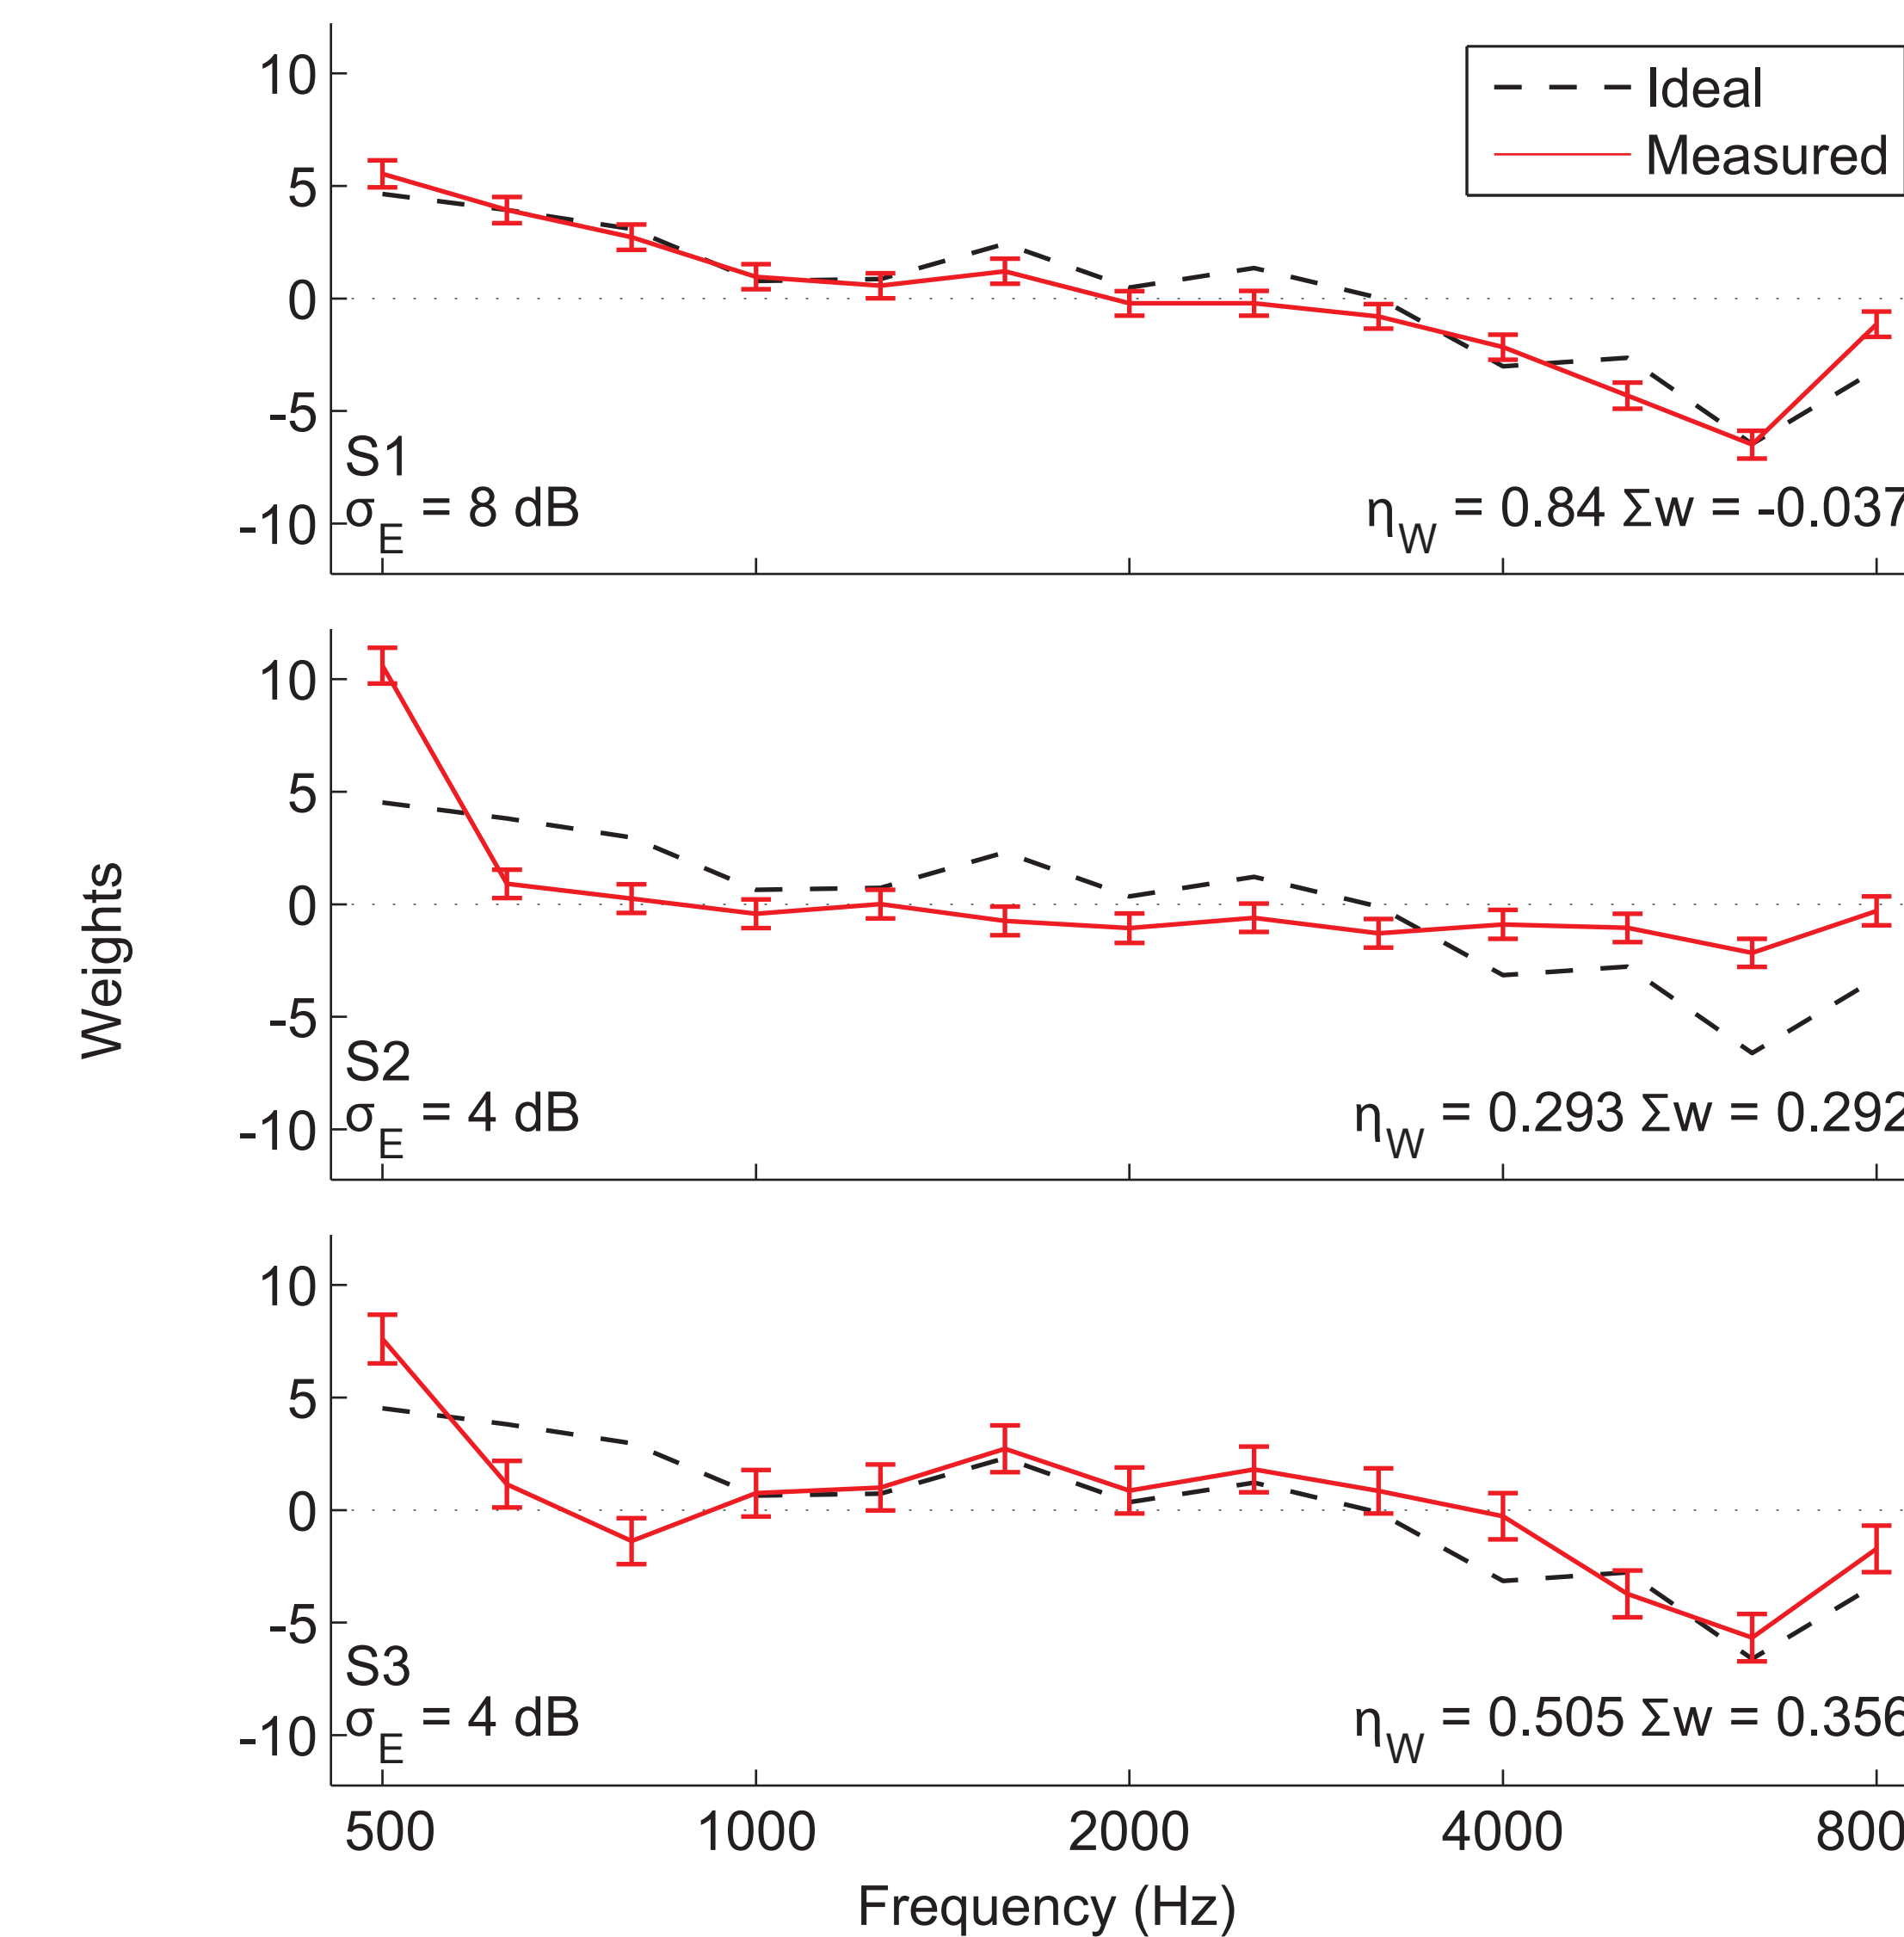 Ideal
Measured
10
5
0
-5
-10
S1
σE = 8 dB
ηW = 0.84 Σw = -0.037
10
5
0
-5
-10
S2
σE = 4 dB
ηW = 0.293 Σw = 0.292
10
5
0
-5
-10
S3
σE = 4 dB
ηW = 0.505 Σw = 0.356
Weights
500 1000 2000 4000 800
Frequency (Hz)